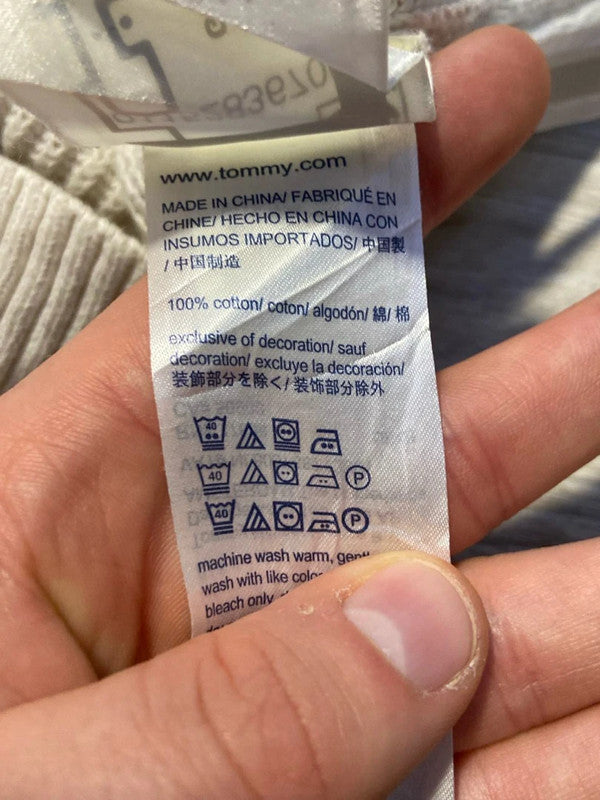 283670
www.tommy.com
MADE IN CHINA/ FABRIQUÉ EN
CHINE/ HECHO EN CHINA CON
INSUMOS IMPORTADOS/ 中国製
/ 中国制造
100% cotton/ coton/ algodón/ 綿/ 棉
exclusive of decoration/ sauf
decoration/ excluye la decoración/
装飾部分を除く/ 装饰部分除外
40
40 P
40 P
machine wash warm,
wash with like
bleach only,